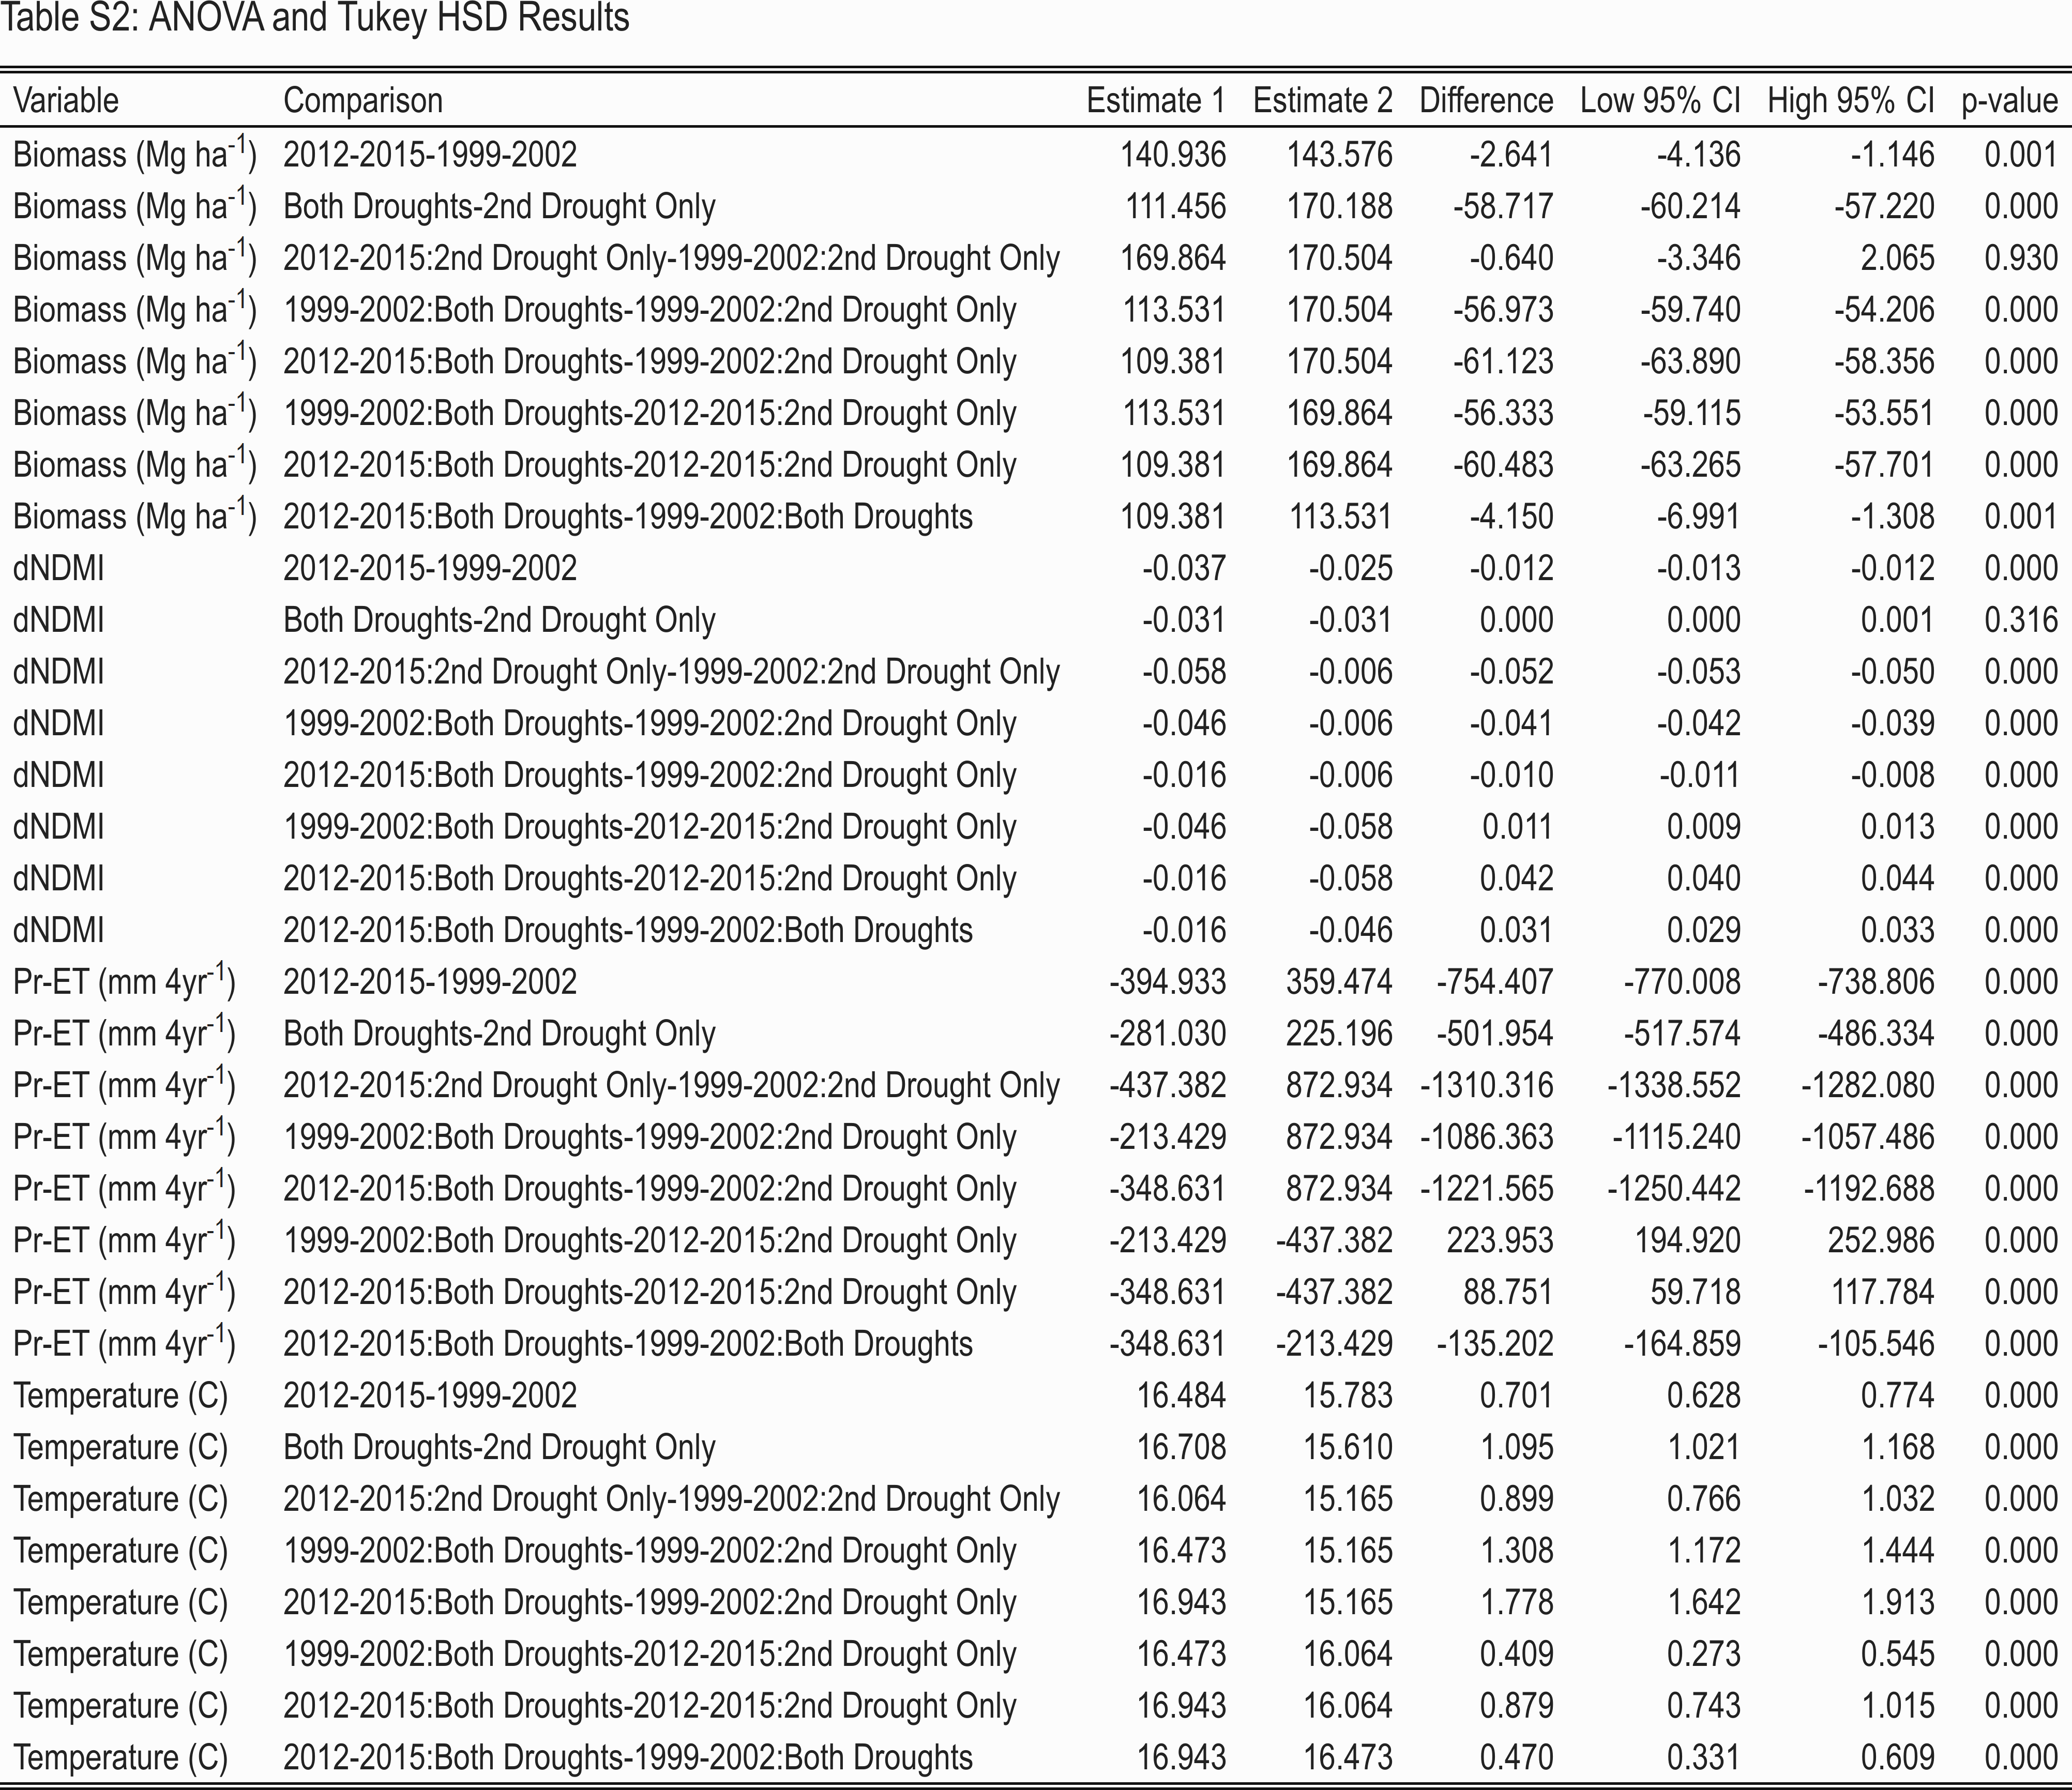 Table S2: ANOVA and Tukey HSD Results
Variable Comparison Estimate 1 Estimate 2 Difference Low 95% CI High 95% CI p-value
Biomass (Mg ha-1) 2012-2015-1999-2002 140.936 143.576 -2.641 -4.136 -1.146 0.001
Biomass (Mg ha-1) Both Droughts-2nd Drought Only 111.456 170.188 -58.717 -60.214 -57.220 0.000
Biomass (Mg ha-1) 2012-2015:2nd Drought Only-1999-2002:2nd Drought Only 169.864 170.504 -0.640 -3.346 2.065 0.930
Biomass (Mg ha-1) 1999-2002:Both Droughts-1999-2002:2nd Drought Only 113.531 170.504 -56.973 -59.740 -54.206 0.000
Biomass (Mg ha-1) 2012-2015:Both Droughts-1999-2002:2nd Drought Only 109.381 170.504 -61.123 -63.890 -58.356 0.000
Biomass (Mg ha-1) 1999-2002:Both Droughts-2012-2015:2nd Drought Only 113.531 169.864 -56.333 -59.115 -53.551 0.000
Biomass (Mg ha-1) 2012-2015:Both Droughts-2012-2015:2nd Drought Only 109.381 169.864 -60.483 -63.265 -57.701 0.000
Biomass (Mg ha-1) 2012-2015:Both Droughts-1999-2002:Both Droughts 109.381 113.531 -4.150 -6.991 -1.308 0.001
dNDMI 2012-2015-1999-2002 -0.037 -0.025 -0.012 -0.013 -0.012 0.000
dNDMI Both Droughts-2nd Drought Only -0.031 -0.031 0.000 0.000 0.001 0.316
dNDMI 2012-2015:2nd Drought Only-1999-2002:2nd Drought Only -0.058 -0.006 -0.052 -0.053 -0.050 0.000
dNDMI 1999-2002:Both Droughts-1999-2002:2nd Drought Only -0.046 -0.006 -0.041 -0.042 -0.039 0.000
dNDMI 2012-2015:Both Droughts-1999-2002:2nd Drought Only -0.016 -0.006 -0.010 -0.011 -0.008 0.000
dNDMI 1999-2002:Both Droughts-2012-2015:2nd Drought Only -0.046 -0.058 0.011 0.009 0.013 0.000
dNDMI 2012-2015:Both Droughts-2012-2015:2nd Drought Only -0.016 -0.058 0.042 0.040 0.044 0.000
dNDMI 2012-2015:Both Droughts-1999-2002:Both Droughts -0.016 -0.046 0.031 0.029 0.033 0.000
Pr-ET (mm 4yr-1) 2012-2015-1999-2002 -394.933 359.474 -754.407 -770.008 -738.806 0.000
Pr-ET (mm 4yr-1) Both Droughts-2nd Drought Only -281.030 225.196 -501.954 -517.574 -486.334 0.000
Pr-ET (mm 4yr-1) 2012-2015:2nd Drought Only-1999-2002:2nd Drought Only -437.382 872.934 -1310.316 -1338.552 -1282.080 0.000
Pr-ET (mm 4yr-1) 1999-2002:Both Droughts-1999-2002:2nd Drought Only -213.429 872.934 -1086.363 -1115.240 -1057.486 0.000
Pr-ET (mm 4yr-1) 2012-2015:Both Droughts-1999-2002:2nd Drought Only -348.631 872.934 -1221.565 -1250.442 -1192.688 0.000
Pr-ET (mm 4yr-1) 1999-2002:Both Droughts-2012-2015:2nd Drought Only -213.429 -437.382 223.953 194.920 252.986 0.000
Pr-ET (mm 4yr-1) 2012-2015:Both Droughts-2012-2015:2nd Drought Only -348.631 -437.382 88.751 59.718 117.784 0.000
Pr-ET (mm 4yr-1) 2012-2015:Both Droughts-1999-2002:Both Droughts -348.631 -213.429 -135.202 -164.859 -105.546 0.000
Temperature (C) 2012-2015-1999-2002 16.484 15.783 0.701 0.628 0.774 0.000
Temperature (C) Both Droughts-2nd Drought Only 16.708 15.610 1.095 1.021 1.168 0.000
Temperature (C) 2012-2015:2nd Drought Only-1999-2002:2nd Drought Only 16.064 15.165 0.899 0.766 1.032 0.000
Temperature (C) 1999-2002:Both Droughts-1999-2002:2nd Drought Only 16.473 15.165 1.308 1.172 1.444 0.000
Temperature (C) 2012-2015:Both Droughts-1999-2002:2nd Drought Only 16.943 15.165 1.778 1.642 1.913 0.000
Temperature (C) 1999-2002:Both Droughts-2012-2015:2nd Drought Only 16.473 16.064 0.409 0.273 0.545 0.000
Temperature (C) 2012-2015:Both Droughts-2012-2015:2nd Drought Only 16.943 16.064 0.879 0.743 1.015 0.000
Temperature (C) 2012-2015:Both Droughts-1999-2002:Both Droughts 16.943 16.473 0.470 0.331 0.609 0.000